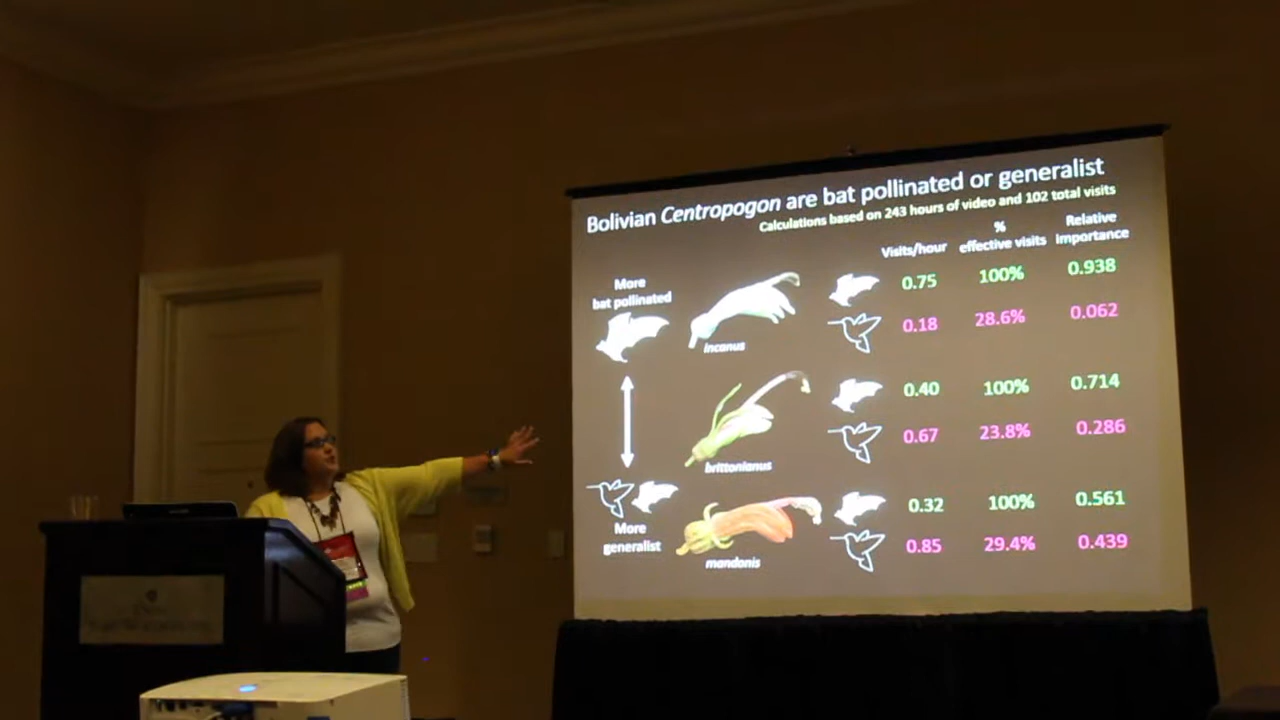 Bolivian Centropogon are bat pollinated or generalist
Calculations based on 243 hours of video and 102 total visits
Visits/hour
%
effective visits
Relative
Importance
More
bat pollinated
incanus
0.75 100% 0.938
0.18 28.6% 0.062
brittonianus
0.40 100% 0.714
0.67 23.8% 0.286
More
generalist
mandonis
0.32 100% 0.561
0.85 29.4% 0.439